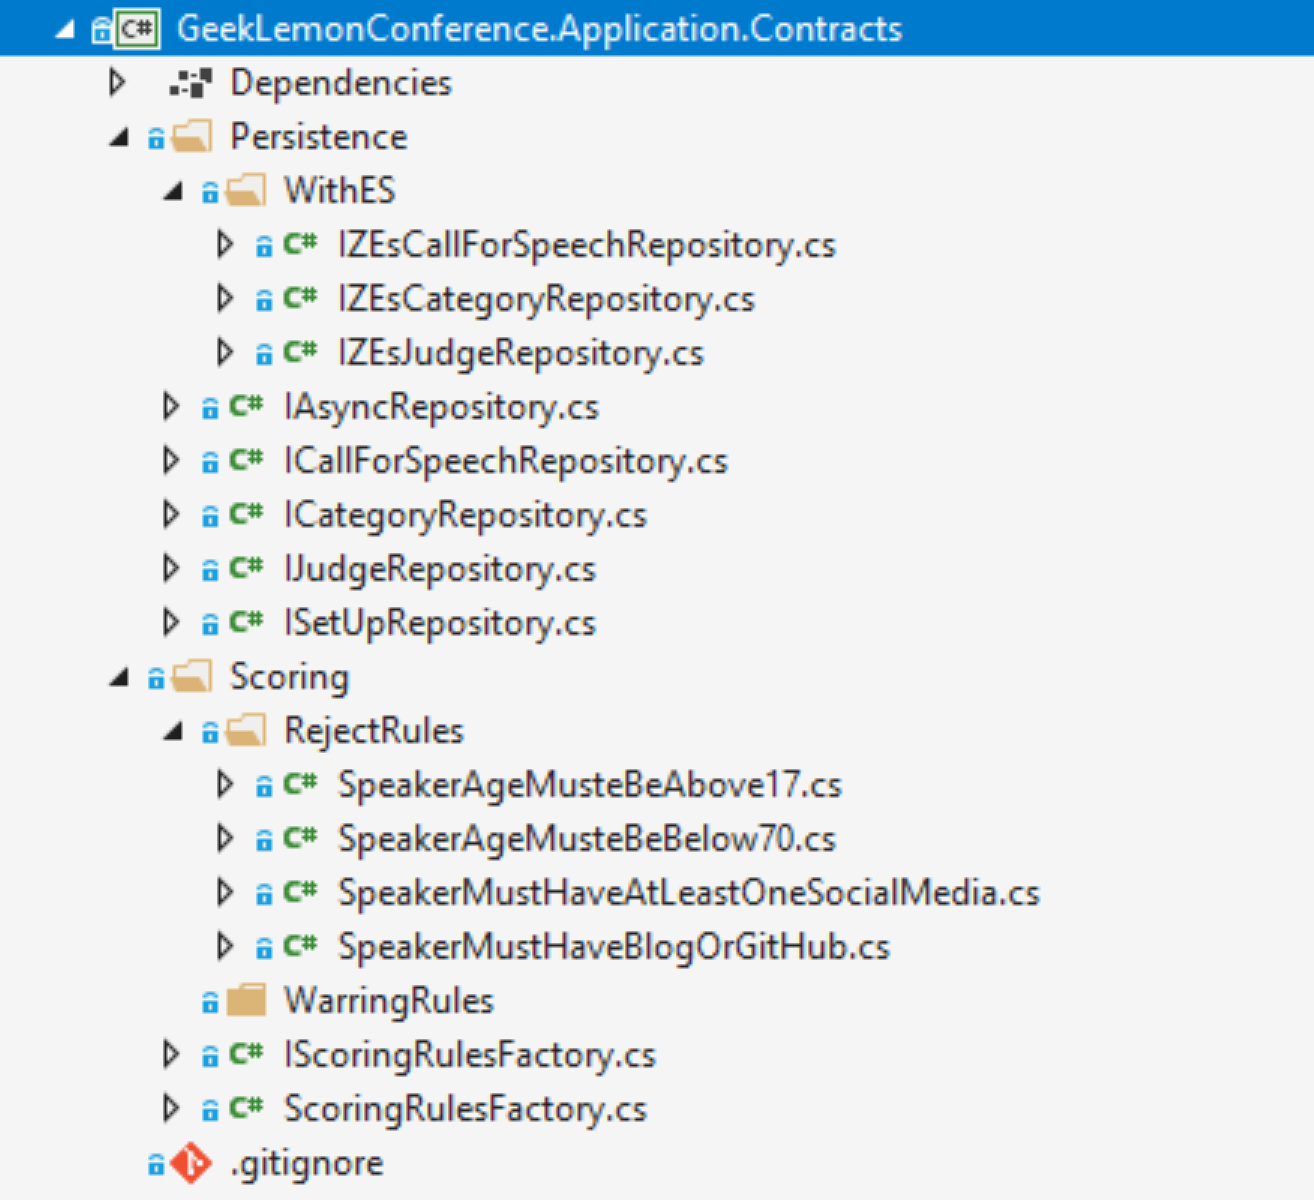 C# GeekLemonConference.Application.Contracts
Dependencies
Persistence
WithES
C# IZEsCallForSpeechRepository.cs
C# IZEsCategoryRepository.cs
C# IZEsJudgeRepository.cs
C# IAsyncRepository.cs
C# ICallForSpeechRepository.cs
C# ICategoryRepository.cs
C# IJudgeRepository.cs
C# ISetUpRepository.cs
Scoring
RejectRules
C# SpeakerAgeMusteBeAbove17.cs
C# SpeakerAgeMusteBeBelow70.cs
C# SpeakerMustHaveAtLeastOneSocialMedia.cs
C# SpeakerMustHaveBlogOrGitHub.cs
WarringRules
C# IScoringRulesFactory.cs
C# ScoringRulesFactory.cs
.gitignore